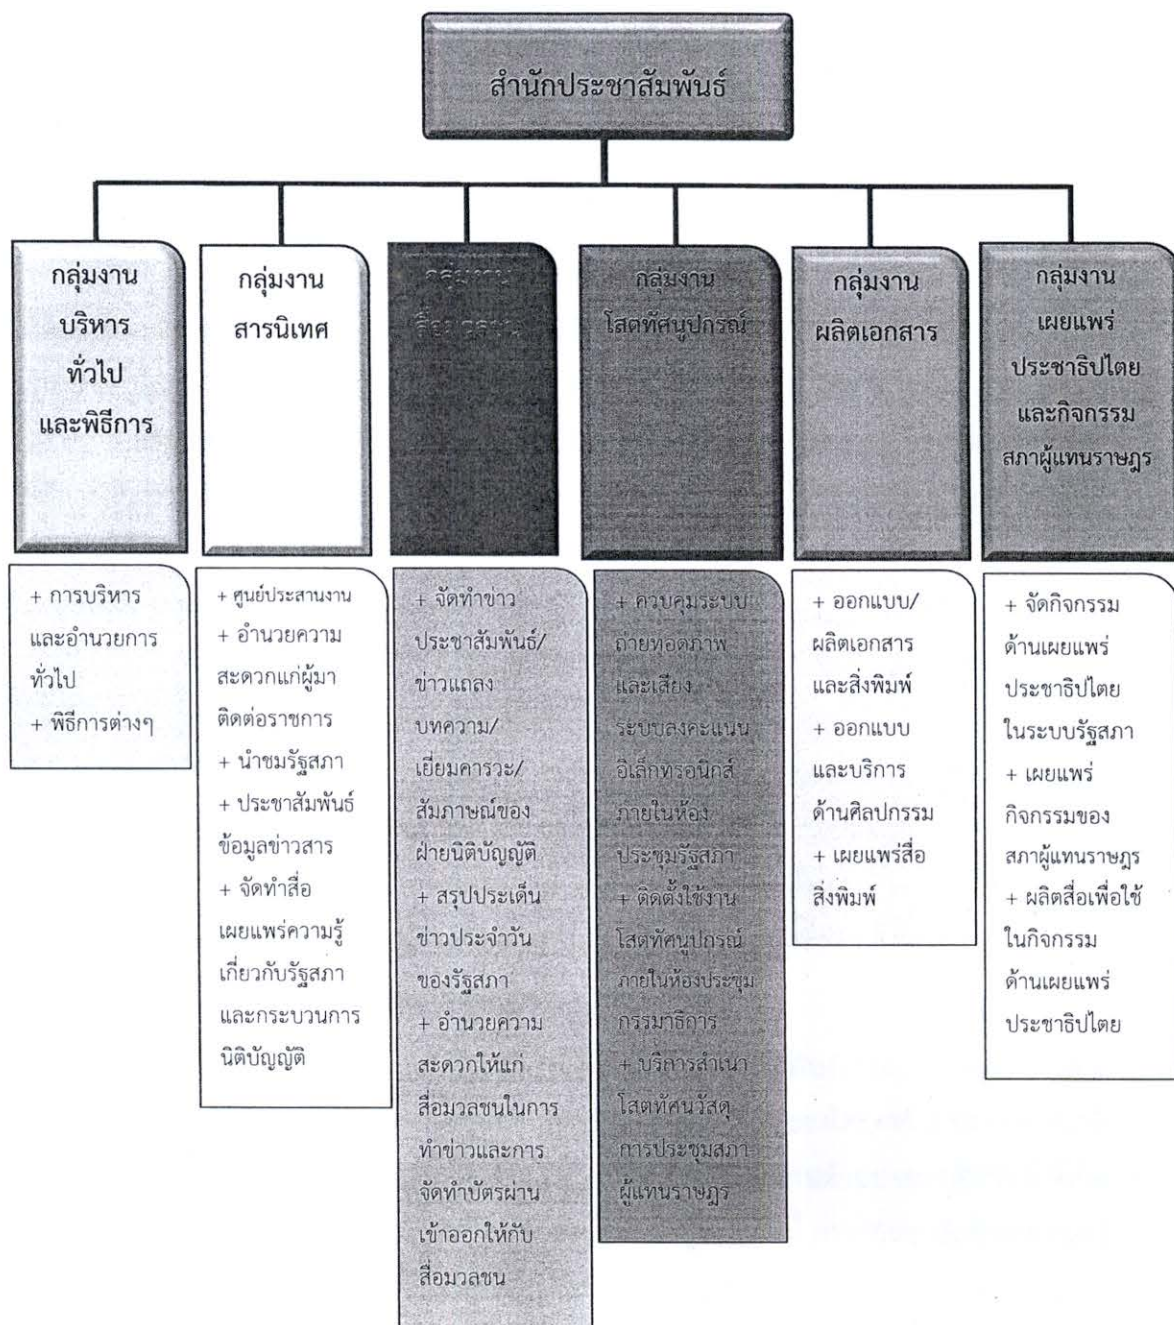 สำนักประชาสัมพันธ์
กลุ่มงาน
บริหาร
ทั่วไป
และพิธีการ
กลุ่มงาน
สารนิเทศ
กลุ่มงาน
สื่อมวลชน
กลุ่มงาน
โสตทัศนูปกรณ์
กลุ่มงาน
ผลิตเอกสาร
กลุ่มงาน
เผยแพร่
ประชาธิปไตย
และกิจกรรม
สภาผู้แทนราษฎร
+ การบริหาร
และอำนวยการ
ทั่วไป
+ พิธีการต่างๆ
+ ศูนย์ประสานงาน
+ อำนวยความ
สะดวกแก่ผู้มา
ติดต่อราชการ
+ นำชมรัฐสภา
+ ประชาสัมพันธ์
ข้อมูลข่าวสาร
+ จัดทำสื่อ
เผยแพร่ความรู้
เกี่ยวกับรัฐสภา
และกระบวนการ
นิติบัญญัติ
+ จัดทำข่าว
ประชาสัมพันธ์/
ข่าวแถลง
บทความ/
เยี่ยมคารวะ/
สัมภาษณ์ของ
ฝ่ายนิติบัญญัติ
+ สรุปประเด็น
ข่าวประจำวัน
ของรัฐสภา
+ อำนวยความ
สะดวกให้แก่
สื่อมวลชนในการ
ทำข่าวและการ
จัดทำบัตรผ่าน
เข้าออกให้กับ
สื่อมวลชน
+ ควบคุมระบบ
ถ่ายทอดภาพ
และเสียง
ระบบลงคะแนน
อิเล็กทรอนิกส์
ภายในห้อง
ประชุมรัฐสภา
+ ติดตั้งใช้งาน
โสตทัศนูปกรณ์
ภายในห้องประชุม
กรรมาธิการ
+ บริการสำเนา
โสตทัศนวัสดุ
การประชุมสภา
ผู้แทนราษฎร
+ ออกแบบ/
ผลิตเอกสาร
และสิ่งพิมพ์
+ ออกแบบ
และบริการ
ด้านศิลปกรรม
+ เผยแพร่สื่อ
สิ่งพิมพ์
+ จัดกิจกรรม
ด้านเผยแพร่
ประชาธิปไตย
ในระบบรัฐสภา
+ เผยแพร่
กิจกรรมของ
สภาผู้แทนราษฎร
+ ผลิตสื่อเพื่อใช้
ในกิจกรรม
ด้านเผยแพร่
ประชาธิปไตย